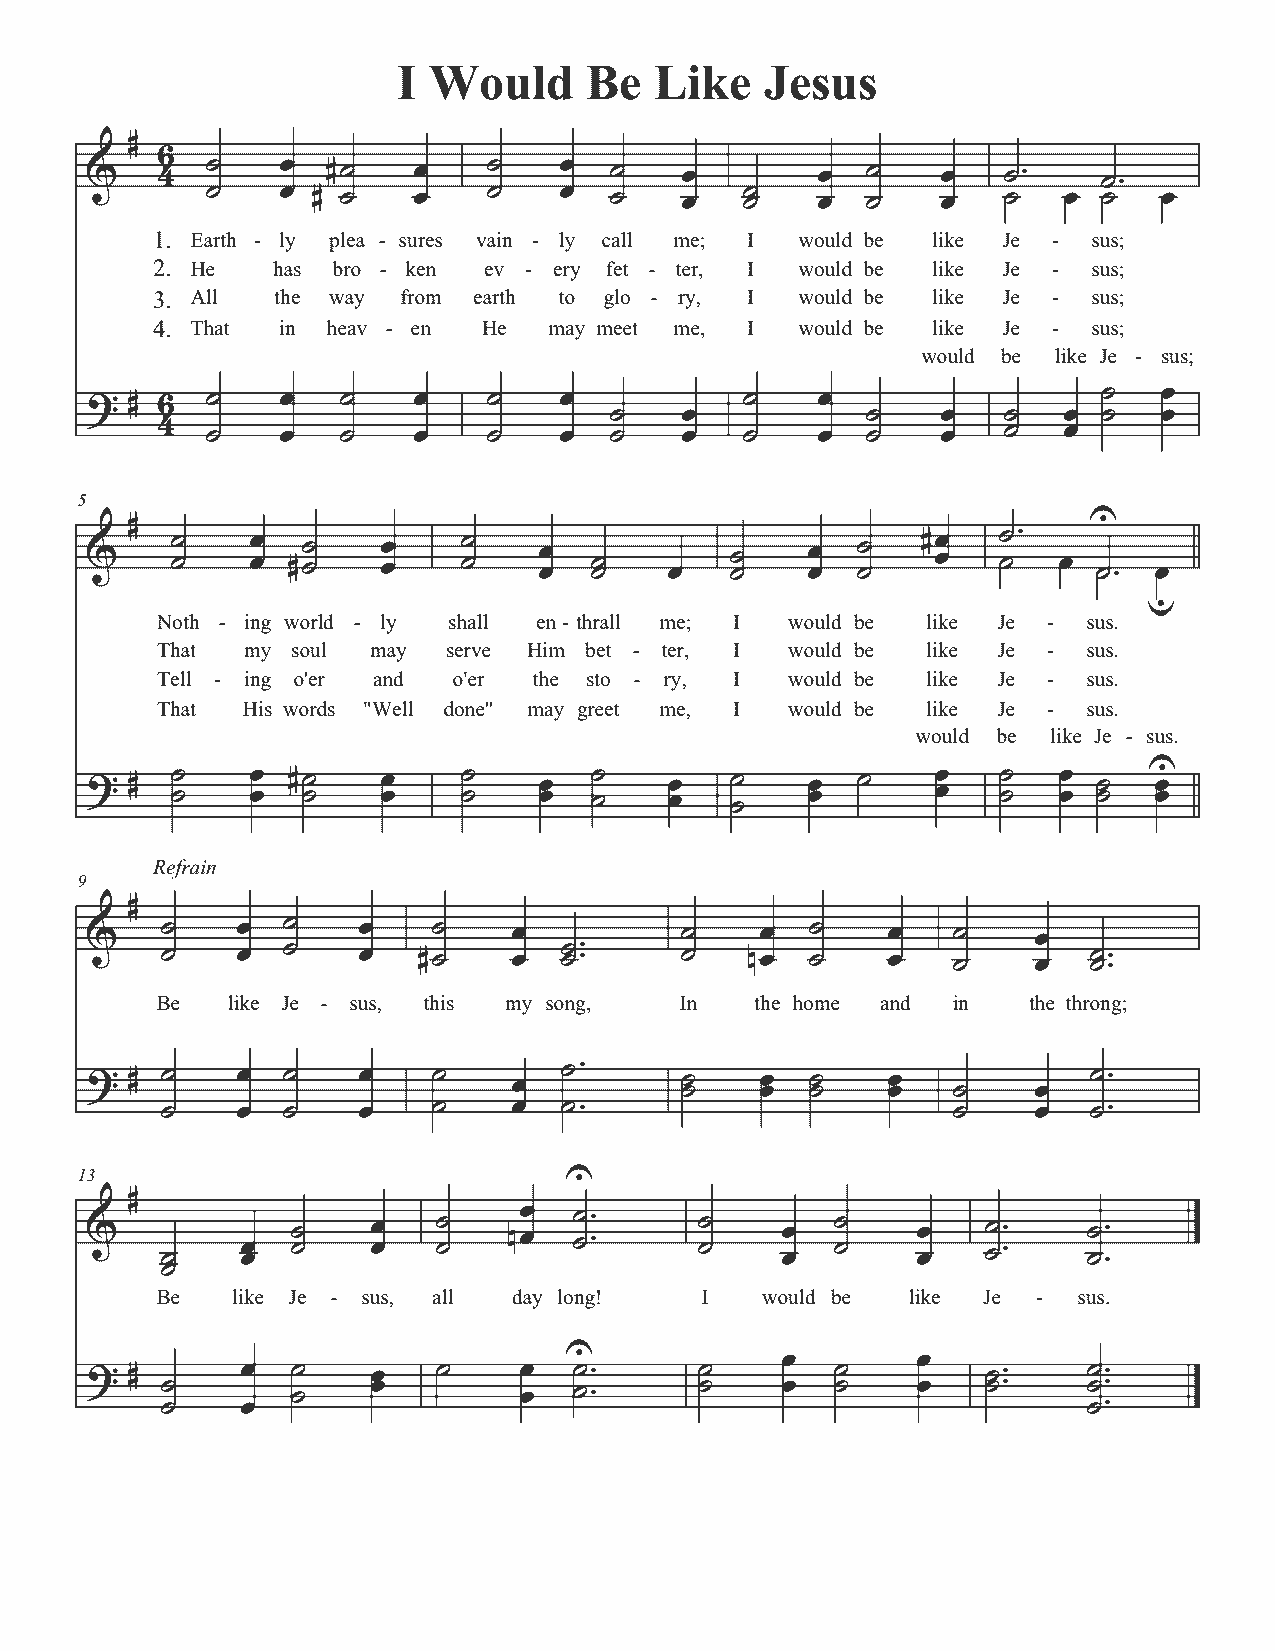 I Would Be Like Jesus
6
4
1. Earth - ly plea - sures vain - ly call me; I would be like Je - sus;
2. He has bro - ken ev - ery fet - ter, I would be like Je - sus;
3. All the way from earth to glo - ry, I would be like Je - sus;
4. That in heav - en He may meet me, I would be like Je - sus;
would be like Je - sus;
6
4
5
Noth - ing world - ly shall en - thrall me; I would be like Je - sus.
That my soul may serve Him bet - ter, I would be like Je - sus.
Tell - ing o'er and o'er the sto - ry, I would be like Je - sus.
That His words "Well done" may greet me, I would be like Je - sus.
would be like Je - sus.
Refrain
9
Be like Je - sus, this my song, In the home and in the throng;
13
Be like Je - sus, all day long! I would be like Je - sus.